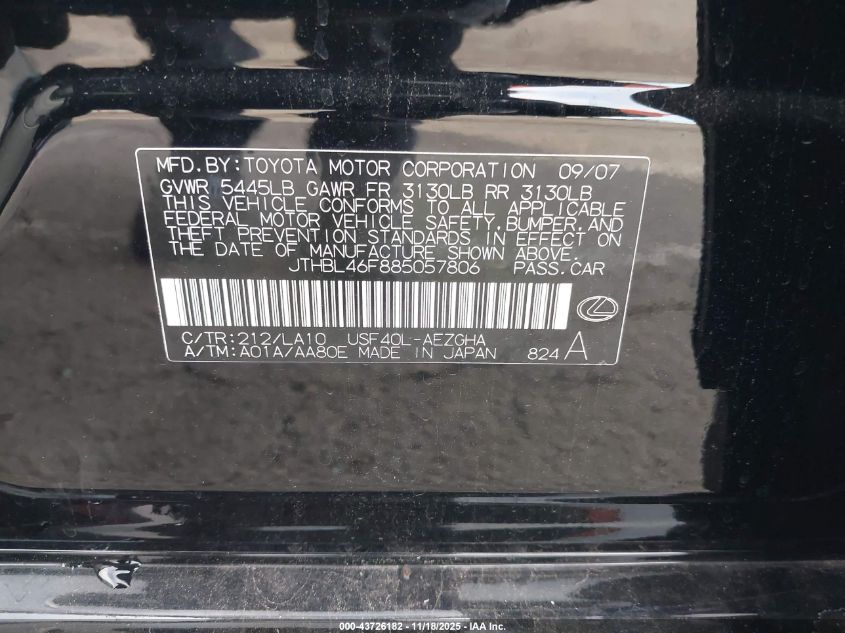 MFD.BY:TOYOTA MOTOR CORPORATION 09/07
GVWR 5445LB GAWR FR 3130LB RR 3130LB
THIS VEHICLE CONFORMS TO ALL APPLICABLE
FEDERAL MOTOR VEHICLE SAFETY,BUMPER,AND
THEFT PREVENTION STANDARDS IN EFFECT ON
THE DATE OF MANUFACTURE SHOWN ABOVE.
JTHBL46F885057806 PASS.CAR
C/TR:212/LA10 USF40L-AEZGHA
A/TM:A01A/AA80E MADE IN JAPAN 824 A
000-43726182 - 11/18/2025 - IAA Inc.